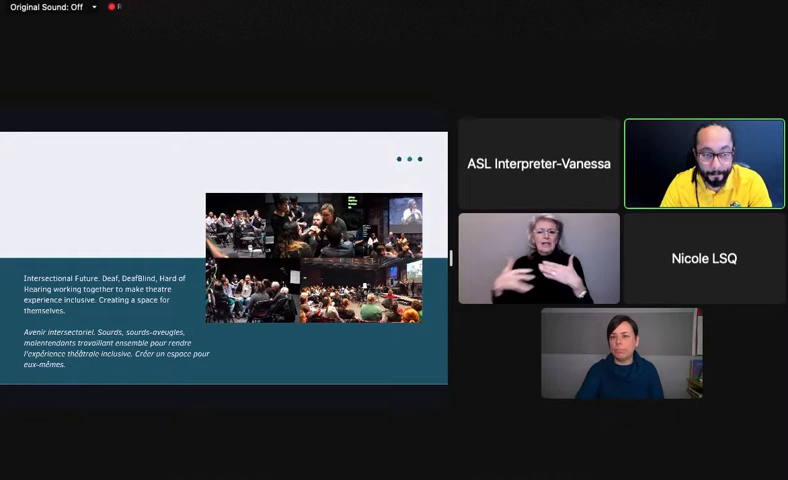 Original Sound: Off
ASL Interpreter-Vanessa
Nicole LSQ
Intersectional Future. Deaf, DeafBlind, Hard of
Hearing working together to make theatre
experience inclusive. Creating a space for
themselves.
Avenir intersectoriel. Sourds, sourds-aveugles,
malentendants travaillant ensemble pour rendre
l'expérience théâtrale inclusive. Créer un espace pour
eux-mêmes.